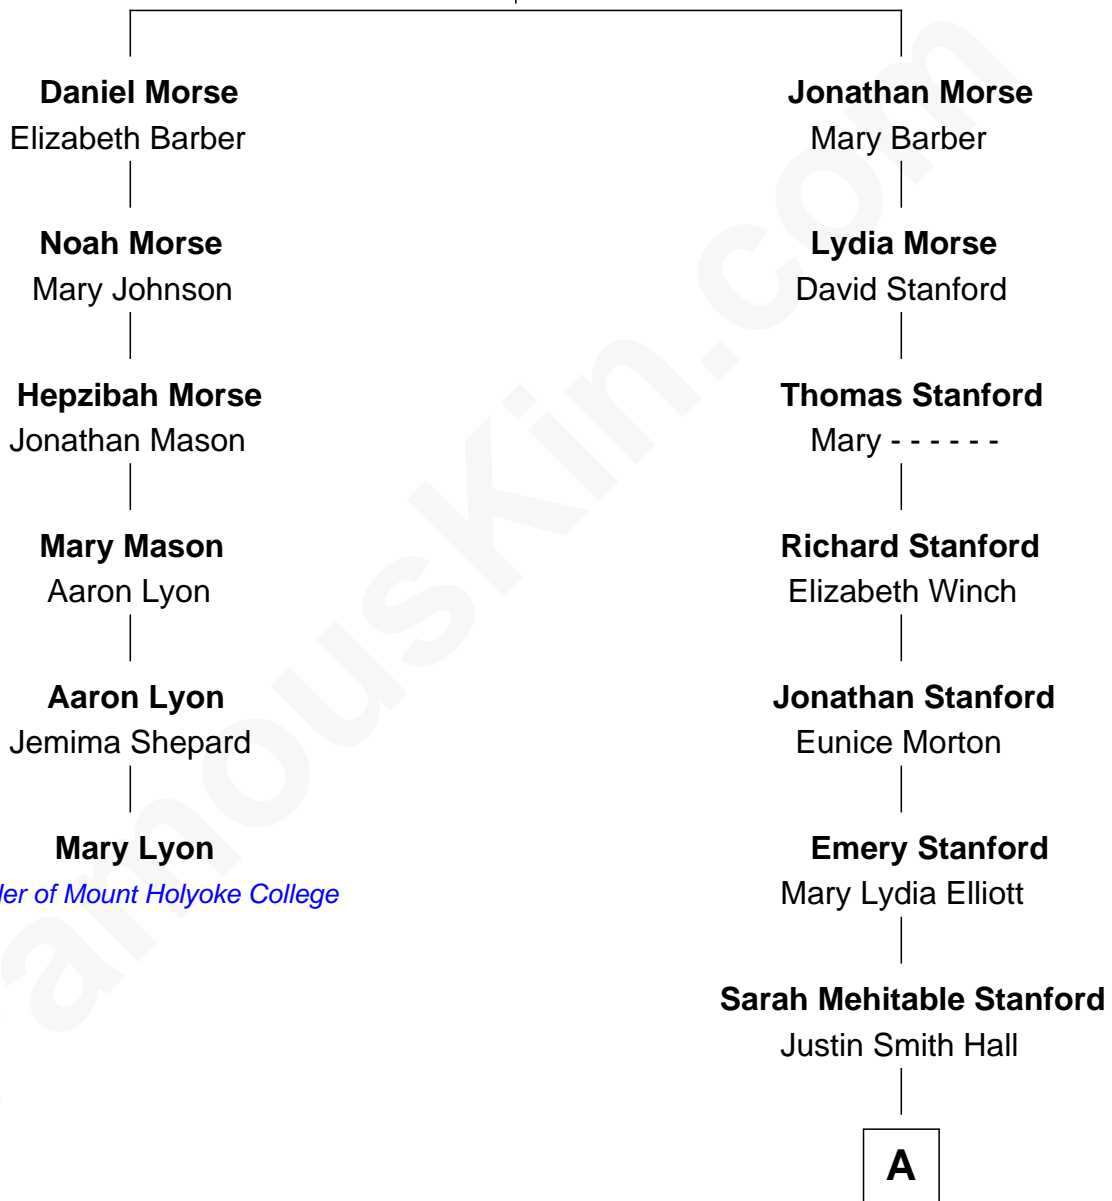 Daniel Morse
Elizabeth Barber
Noah Morse
Mary Johnson
Hepzibah Morse
Jonathan Mason
Mary Mason
Aaron Lyon
Aaron Lyon
Jemima Shepard
Mary Lyon
of Mount Holyoke College
Jonathan Morse
Mary Barber
Lydia Morse
David Stanford
Thomas Stanford
Mary - - - - - -
Richard Stanford
Elizabeth Winch
Jonathan Stanford
Eunice Morton
Emery Stanford
Mary Lydia Elliott
Sarah Mehitable Stanford
Justin Smith Hall
A
amousKin.com